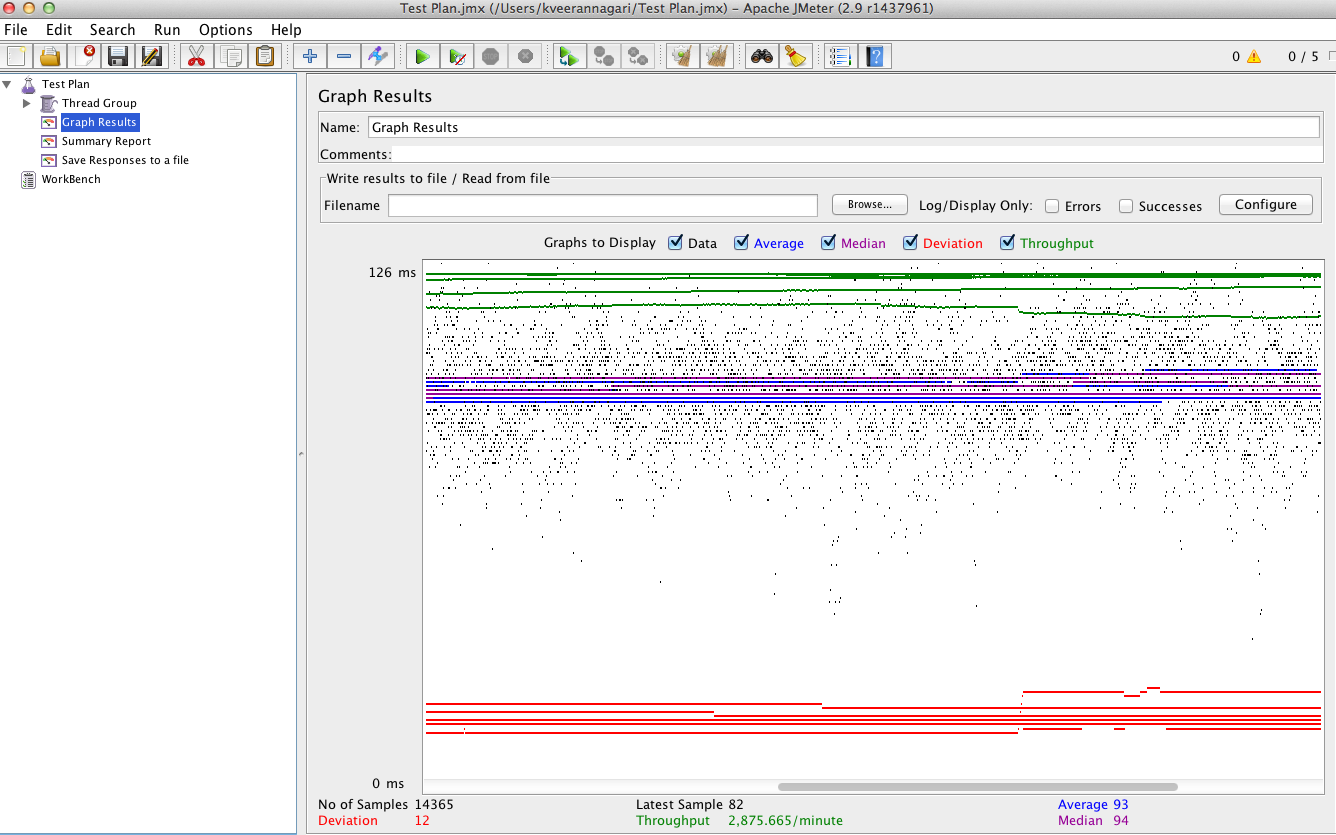 Test Plan.jmx (/Users/kveerannagari/Test Plan.jmx) – Apache JMeter (2.9 r1437961)
File Edit Search Run Options Help
0 0 / 5
Test Plan
Thread Group
Graph Results
Summary Report
Save Responses to a file
WorkBench
Graph Results
Name: Graph Results
Comments:
Write results to file / Read from file
Filename Browse... Log/Display Only: Errors Successes Configure
Graphs to Display Data Average Median Deviation Throughput
126 ms
0 ms
No of Samples 14365 Latest Sample 82 Average 93
Deviation 12 Throughput 2,875.665/minute Median 94